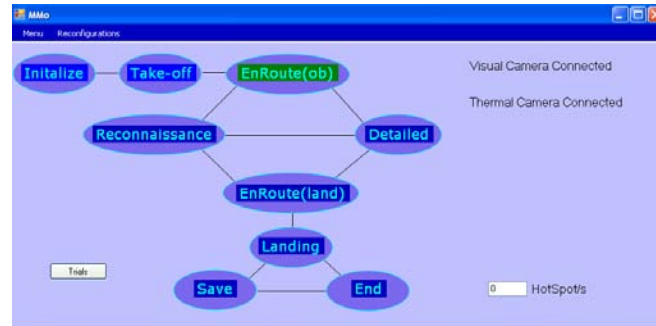 MMo
Menu Reconfigurations
Initalize Take-off EnRoute(ob)
Visual Camera Connected
Thermal Camera Connected
Reconnaissance Detailed
EnRoute(land)
Landing
Trials
Save End
0 HotSpot/s